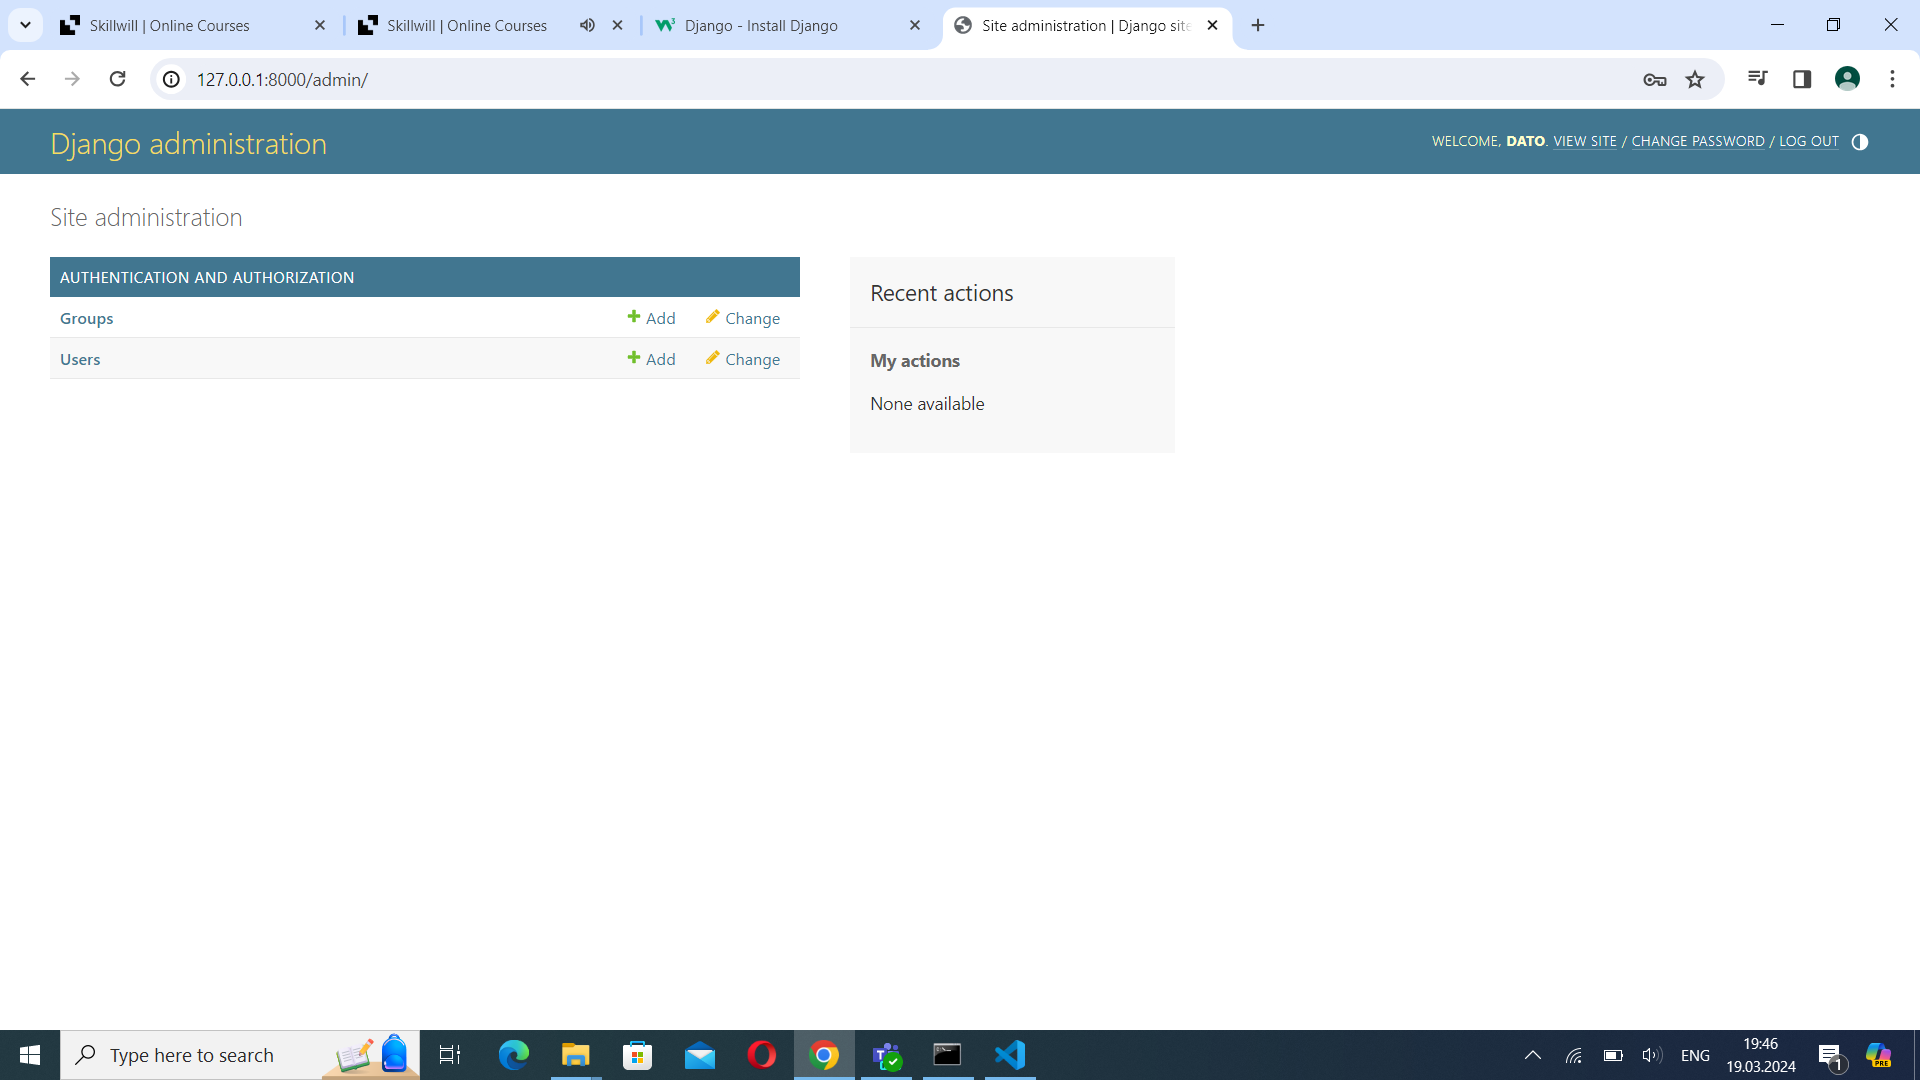 Skillwill | Online Courses
Skillwill | Online Courses
Django - Install Django
Site administration | Django site
127.0.0.1:8000/admin/
Django administration
WELCOME, DATO. VIEW SITE / CHANGE PASSWORD / LOG OUT
Site administration
AUTHENTICATION AND AUTHORIZATION
Groups
Add
Change
Users
Add
Change
Recent actions
My actions
None available
Type here to search
ENG
19:46
19.03.2024
1
PRE